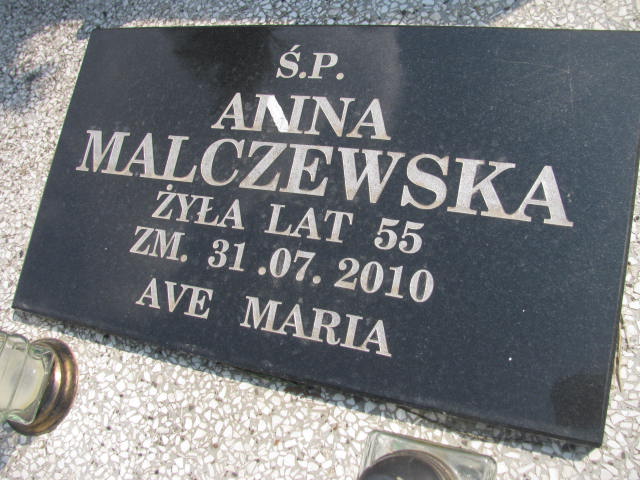 Ś.P.
ANNA
MALCZEWSKA
ŻYŁA LAT 55
ZM. 31.07.2010
AVE MARIA